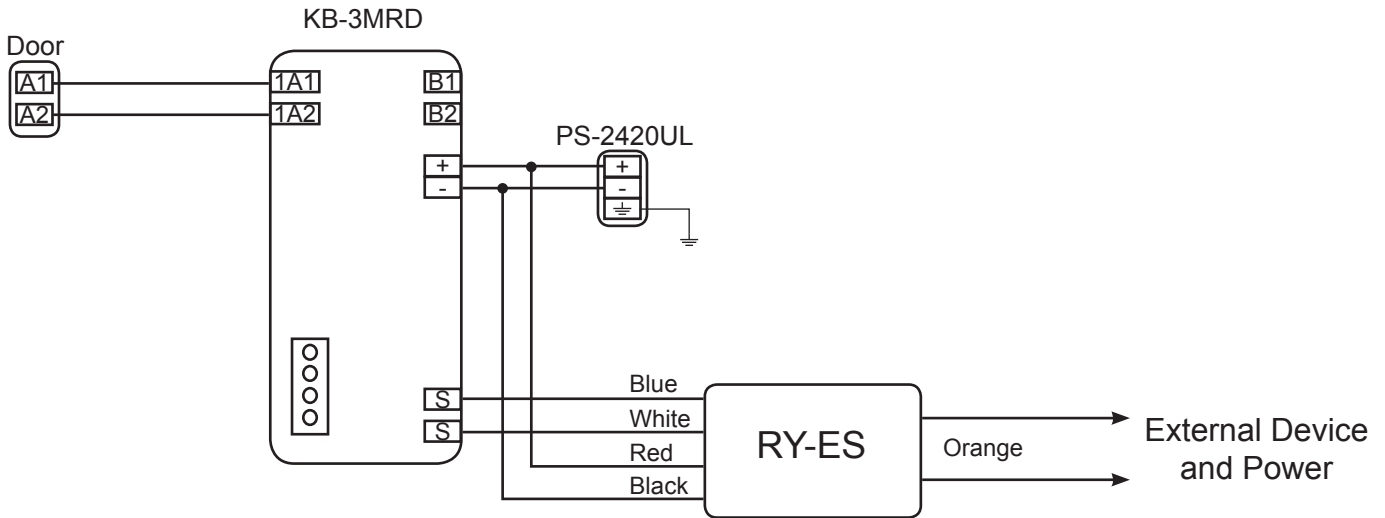 KB-3MRD
Door
A1
1A1
B1
A2
1A2
B2
PS-2420UL
+
+
-
-
Blue
S
White
S
Red
RY-ES
Orange
External Device
and Power
Black